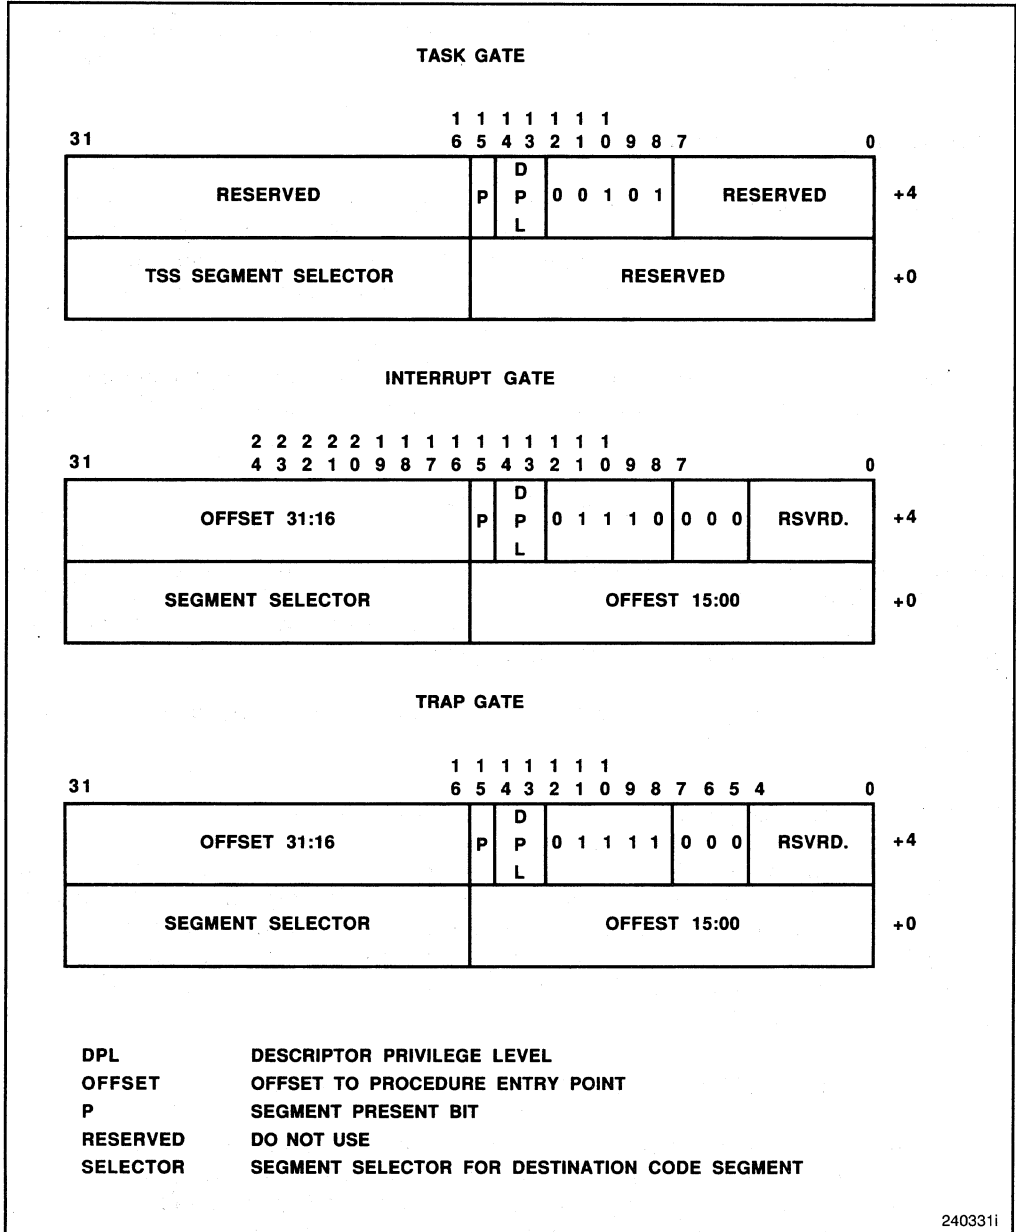 TASK GATE
1 1 1 1 1 1 1
31 6 5 4 3 2 1 0 9 8 7 0
RESERVED P D P L 0 0 1 0 1 RESERVED +4
TSS SEGMENT SELECTOR RESERVED +0
INTERRUPT GATE
2 2 2 2 2 1 1 1 1 1 1 1 1 1 1
31 4 3 2 1 0 9 8 7 6 5 4 3 2 1 0 9 8 7 0
OFFSET 31:16 P D P L 0 1 1 1 0 0 0 0 RSVRD. +4
SEGMENT SELECTOR OFFEST 15:00 +0
TRAP GATE
1 1 1 1 1 1 1
31 6 5 4 3 2 1 0 9 8 7 6 5 4 0
OFFSET 31:16 P D P L 0 1 1 1 1 0 0 0 RSVRD. +4
SEGMENT SELECTOR OFFEST 15:00 +0
DPL DESCRIPTOR PRIVILEGE LEVEL
OFFSET OFFSET TO PROCEDURE ENTRY POINT
P SEGMENT PRESENT BIT
RESERVED DO NOT USE
SELECTOR SEGMENT SELECTOR FOR DESTINATION CODE SEGMENT
240331i